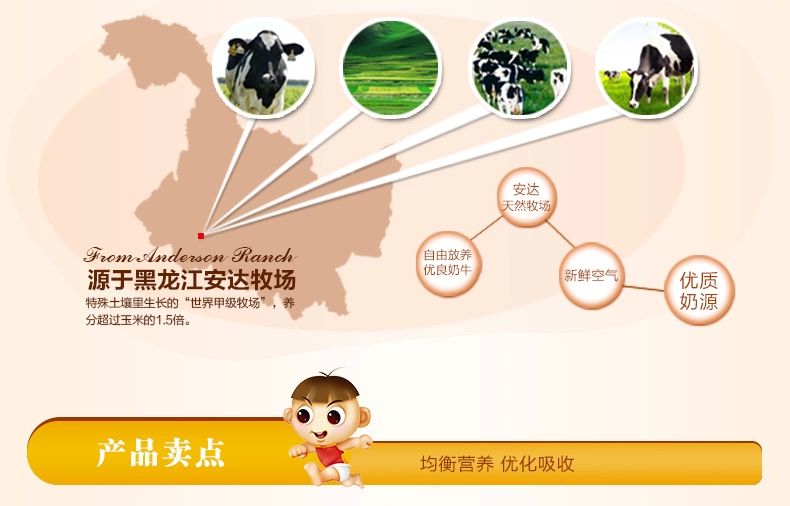 安达
天然牧场
自由放养
优良奶牛
新鲜空气
优质
奶源
From Anderson Ranch
源于黑龙江安达牧场
特殊土壤里生长的“世界甲级牧场”，养
分超过玉米的1.5倍。
产品卖点
均衡营养 优化吸收